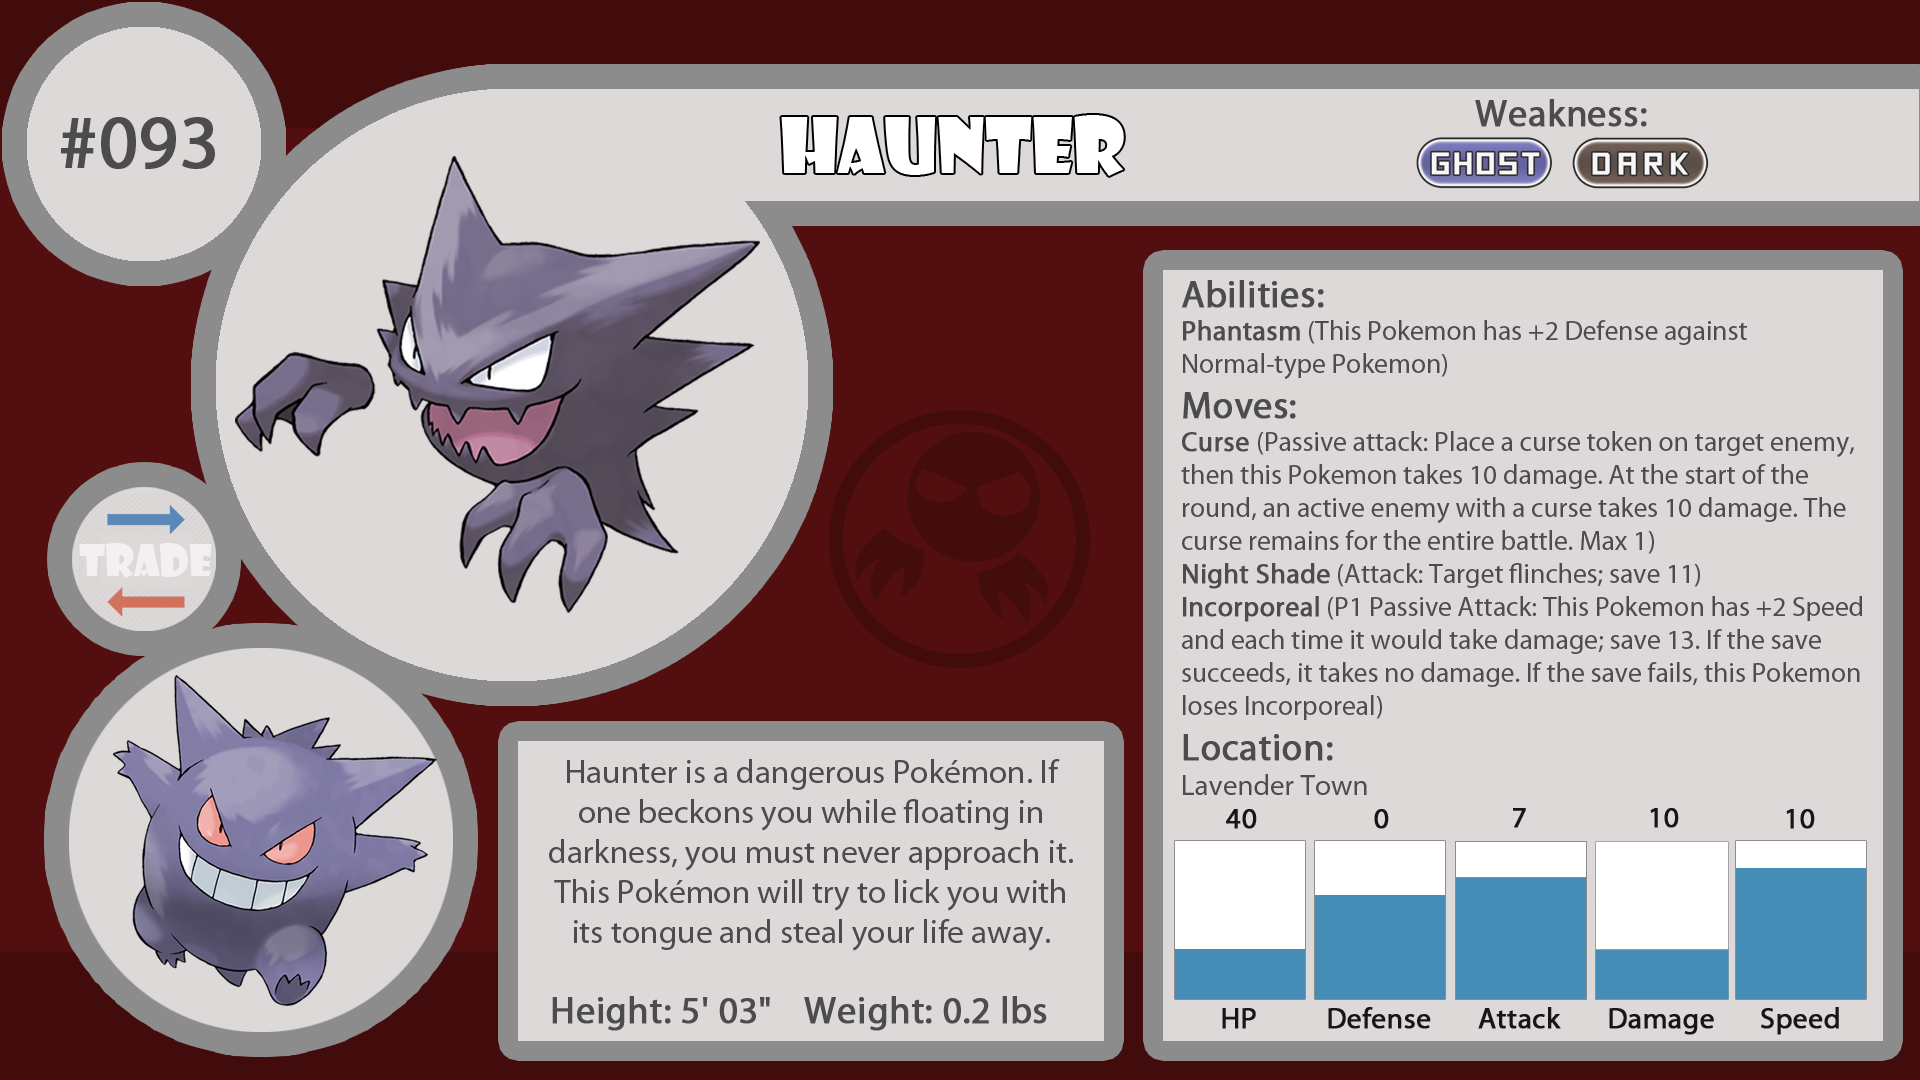 #093
HAUNTER
Weakness:
GHOST DARK
TRADE
Abilities:
Phantasm (This Pokemon has +2 Defense against
Normal-type Pokemon)
Moves:
Curse (Passive attack: Place a curse token on target enemy,
then this Pokemon takes 10 damage. At the start of the
round, an active enemy with a curse takes 10 damage. The
curse remains for the entire battle. Max 1)
Night Shade (Attack: Target flinches; save 11)
Incorporeal (P1 Passive Attack: This Pokemon has +2 Speed
and each time it would take damage; save 13. If the save
succeeds, it takes no damage. If the save fails, this Pokemon
loses Incorporeal)
Location:
Lavender Town
40 0 7 10 10
HP Defense Attack Damage Speed
Haunter is a dangerous Pokémon. If
one beckons you while floating in
darkness, you must never approach it.
This Pokémon will try to lick you with
its tongue and steal your life away.
Height: 5' 03" Weight: 0.2 lbs